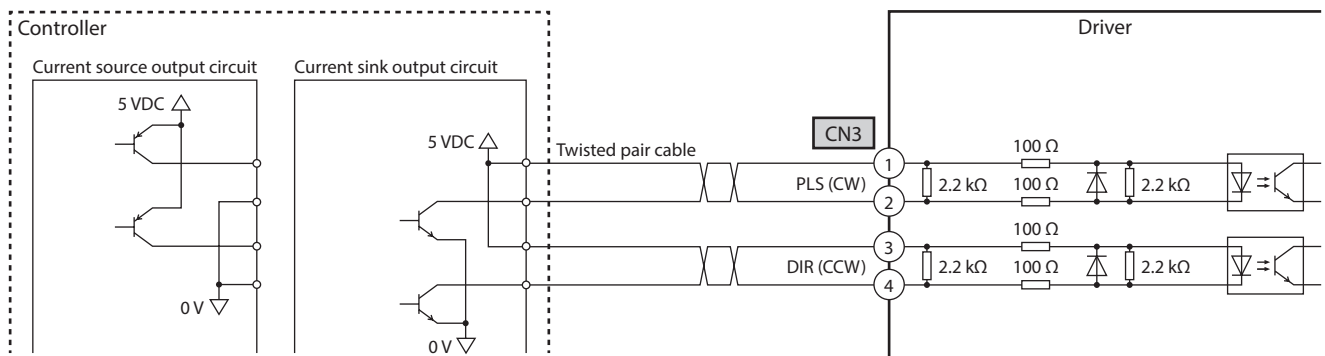 Controller
Driver
Current source output circuit
Current sink output circuit
5 VDC
5 VDC
Twisted pair cable
CN3
1
100 Ω
PLS (CW)
2.2 kΩ
2.2 kΩ
100 Ω
2
100 Ω
3
DIR (CCW)
2.2 kΩ
2.2 kΩ
100 Ω
4
0 V
0 V